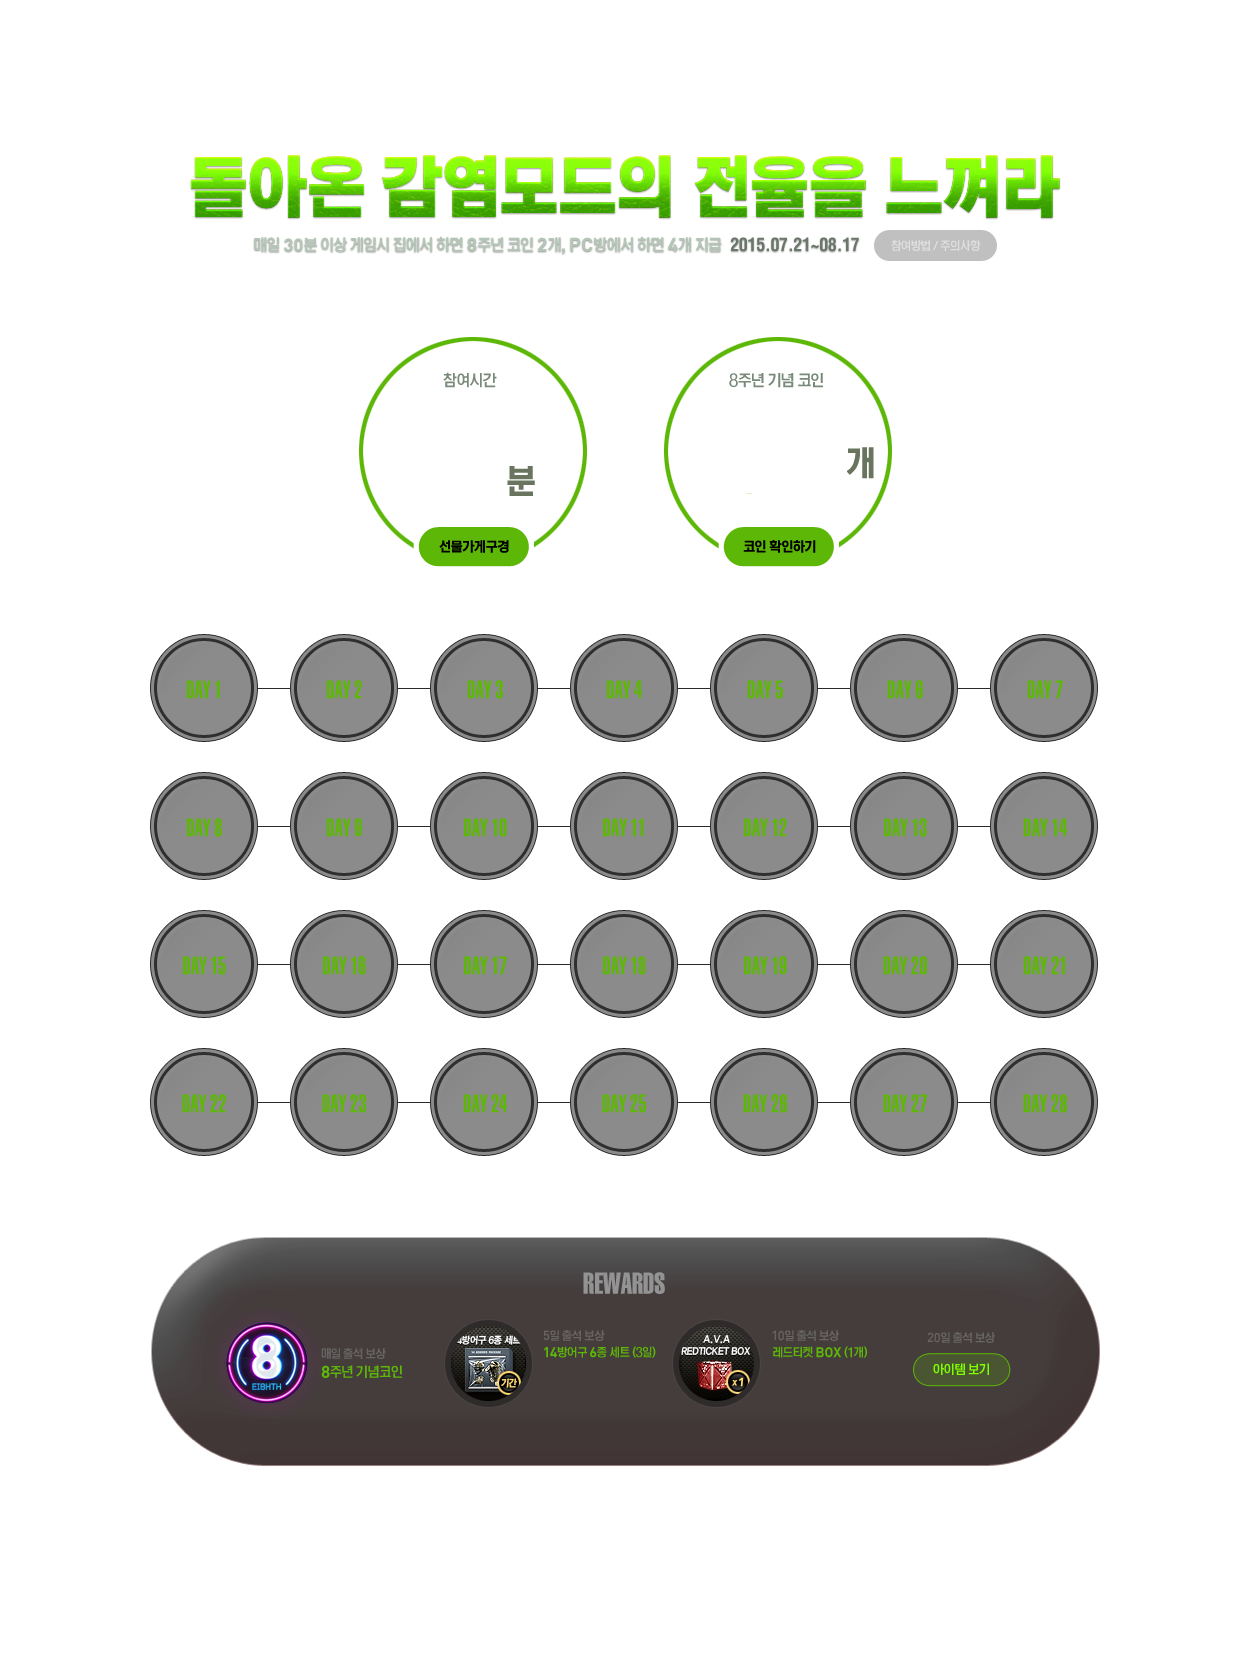 돌아온 감염모드의 전율을 느껴라
매일 30분 이상 게임시 집에서 하면 8주년 코인 2개, PC방에서 하면 4개 지급 2015.07.21~08.17 참여방법 / 주의사항
참여시간
8주년 기념 코인
분
개
선물가게구경
코인 확인하기
DAY 1 DAY 2 DAY 3 DAY 4 DAY 5 DAY 6 DAY 7
DAY 8 DAY 9 DAY 10 DAY 11 DAY 12 DAY 13 DAY 14
DAY 15 DAY 16 DAY 17 DAY 18 DAY 19 DAY 20 DAY 21
DAY 22 DAY 23 DAY 24 DAY 25 DAY 26 DAY 27 DAY 28
REWARDS
8
EI8HTH
매일 출석 보상
8주년 기념코인
4방어구 6종 세트
기간
5일 출석 보상
14방어구 6종 세트 (3일)
A.V.A
REDTICKET BOX
x1
10일 출석 보상
레드티켓 BOX (1개)
20일 출석 보상
아이템 보기